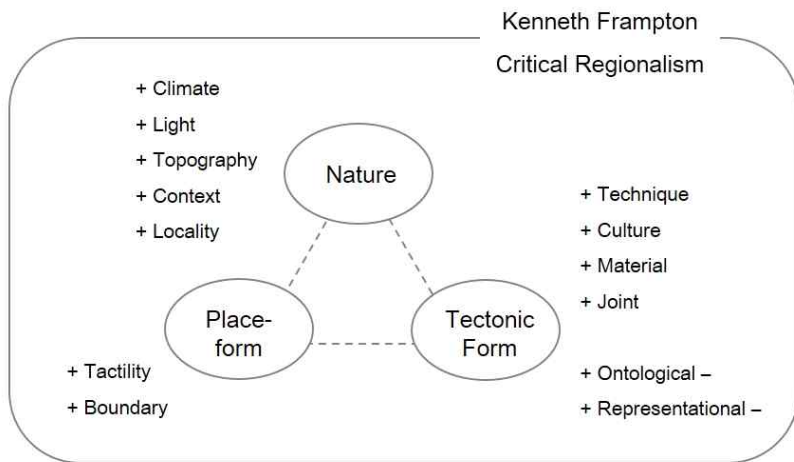 Kenneth Frampton
Critical Regionalism
+ Climate
+ Light
+ Topography
+ Context
+ Locality
Nature
+ Technique
+ Culture
+ Material
+ Joint
Place-
form
Tectonic
Form
+ Tactility
+ Boundary
+ Ontological –
+ Representational –